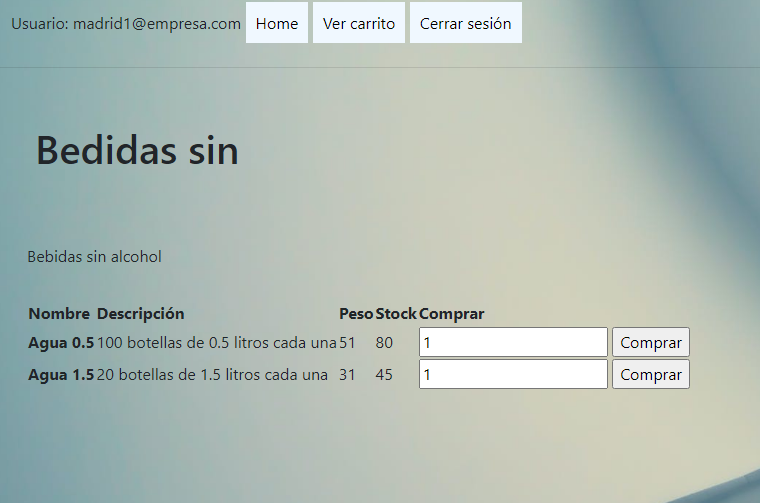 Usuario: madrid1@empresa.com Home Ver carrito Cerrar sesión
Bedidas sin
Bebidas sin alcohol
Nombre Descripción Peso Stock Comprar
Agua 0.5 100 botellas de 0.5 litros cada una 51 80 1 Comprar
Agua 1.5 20 botellas de 1.5 litros cada una 31 45 1 Comprar